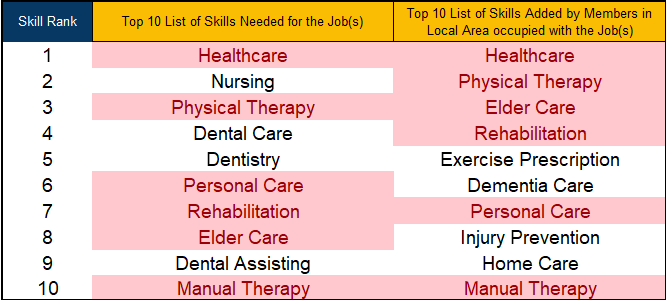 Skill Rank Top 10 List of Skills Needed for the Job(s) Top 10 List of Skills Added by Members in Local Area occupied with the Job(s)
1 Healthcare Healthcare
2 Nursing Physical Therapy
3 Physical Therapy Elder Care
4 Dental Care Rehabilitation
5 Dentistry Exercise Prescription
6 Personal Care Dementia Care
7 Rehabilitation Personal Care
8 Elder Care Injury Prevention
9 Dental Assisting Home Care
10 Manual Therapy Manual Therapy